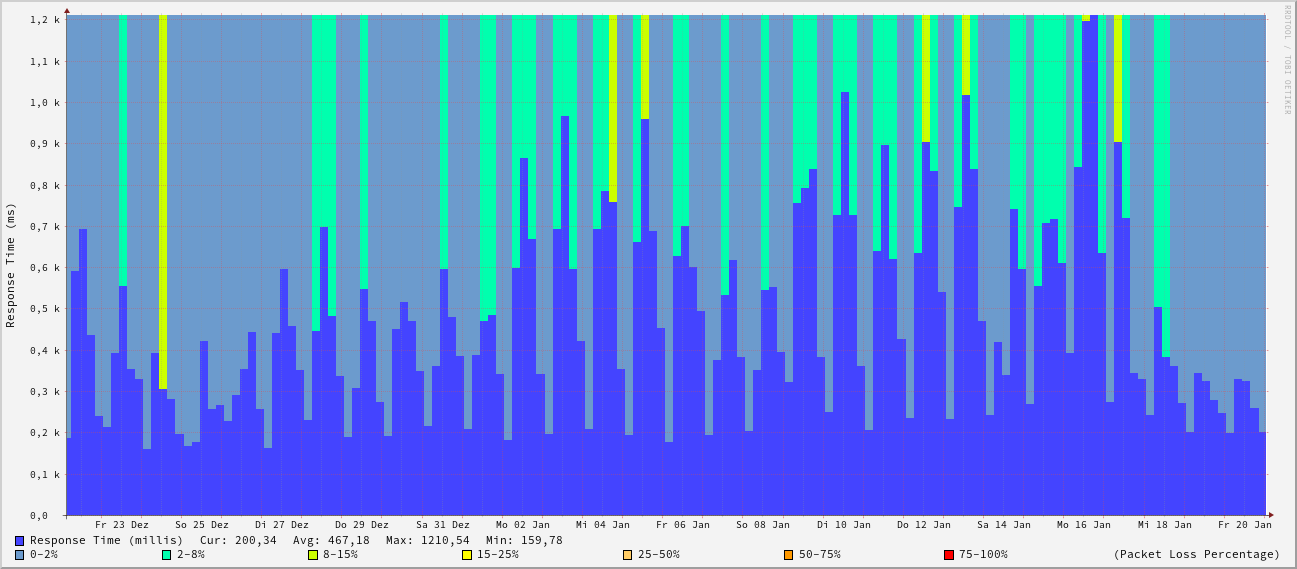 1,2 k
1,1 k
1,0 k
0,9 k
0,8 k
0,7 k
0,6 k
0,5 k
0,4 k
0,3 k
0,2 k
0,1 k
0,0
Response Time (ms)
RRDTOOL / TOBI OETIKER
Fr 23 Dez So 25 Dez Di 27 Dez Do 29 Dez Sa 31 Dez Mo 02 Jan Mi 04 Jan Fr 06 Jan So 08 Jan Di 10 Jan Do 12 Jan Sa 14 Jan Mo 16 Jan Mi 18 Jan Fr 20 Jan
Response Time (millis) Cur: 200,34 Avg: 467,18 Max: 1210,54 Min: 159,78
0-2% 2-8% 8-15% 15-25% 25-50% 50-75% 75-100% (Packet Loss Percentage)